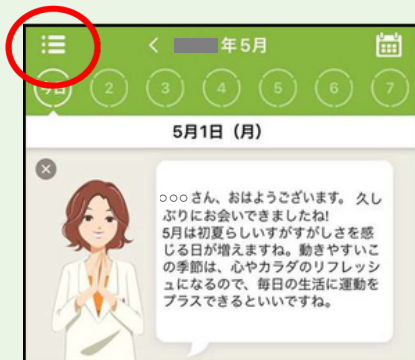 < 年5月
今日 2 3 4 5 6 7
5月1日（月）
○○○さん、おはようございます。 久し
ぶりにお会いできましたね!
5月は初夏らしいすがすがしさを感
じる日が増えますね。動きやすいこ
の季節は、心やカラダのリフレッシ
ュになるので、毎日の生活に運動を
プラスできるといいですね。